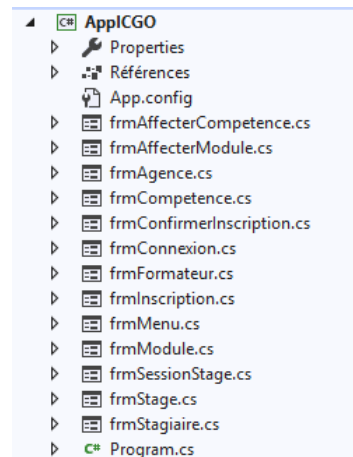 C# ApplCGO
Properties
Références
App.config
frmAffecterCompetence.cs
frmAffecterModule.cs
frmAgence.cs
frmCompetence.cs
frmConfirmerInscription.cs
frmConnexion.cs
frmFormateur.cs
frmInscription.cs
frmMenu.cs
frmModule.cs
frmSessionStage.cs
frmStage.cs
frmStagiaire.cs
C# Program.cs